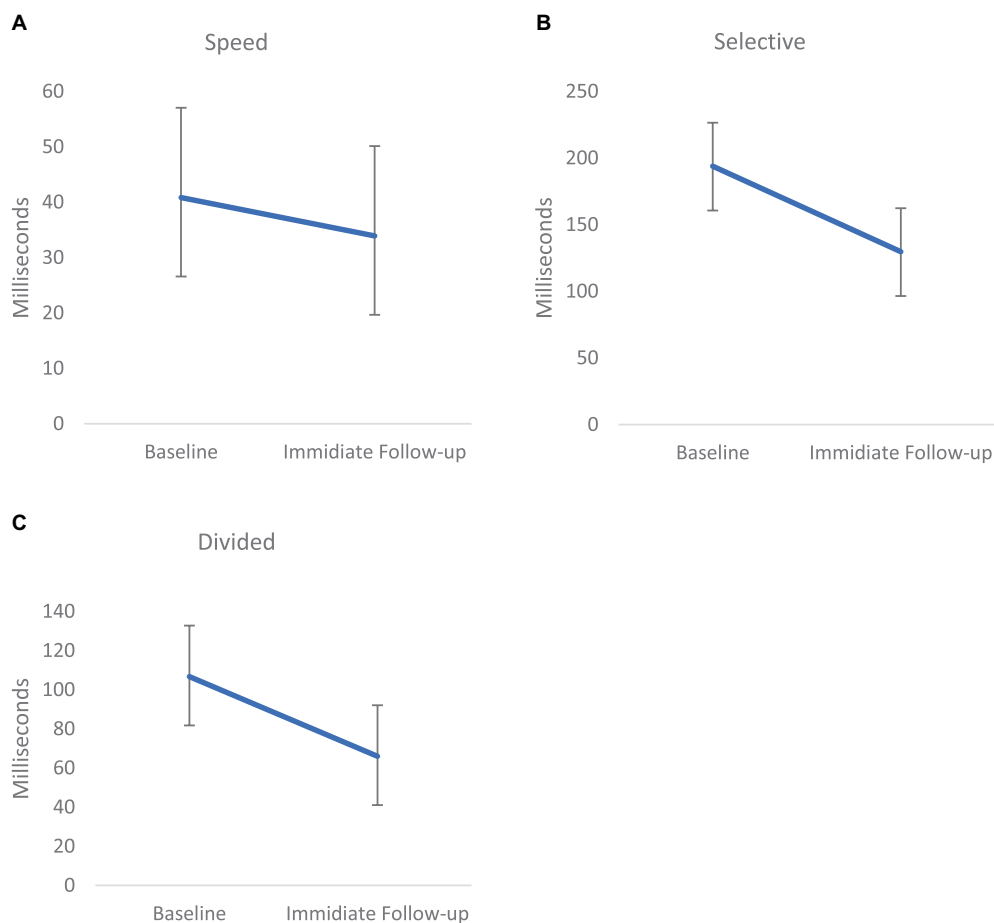 A
Speed
60
50
40
30
20
10
0
Milliseconds
Baseline
Immidiate Follow-up
B
Selective
250
200
150
100
50
0
Milliseconds
Baseline
Immidiate Follow-up
C
Divided
140
120
100
80
60
40
20
0
Milliseconds
Baseline
Immidiate Follow-up